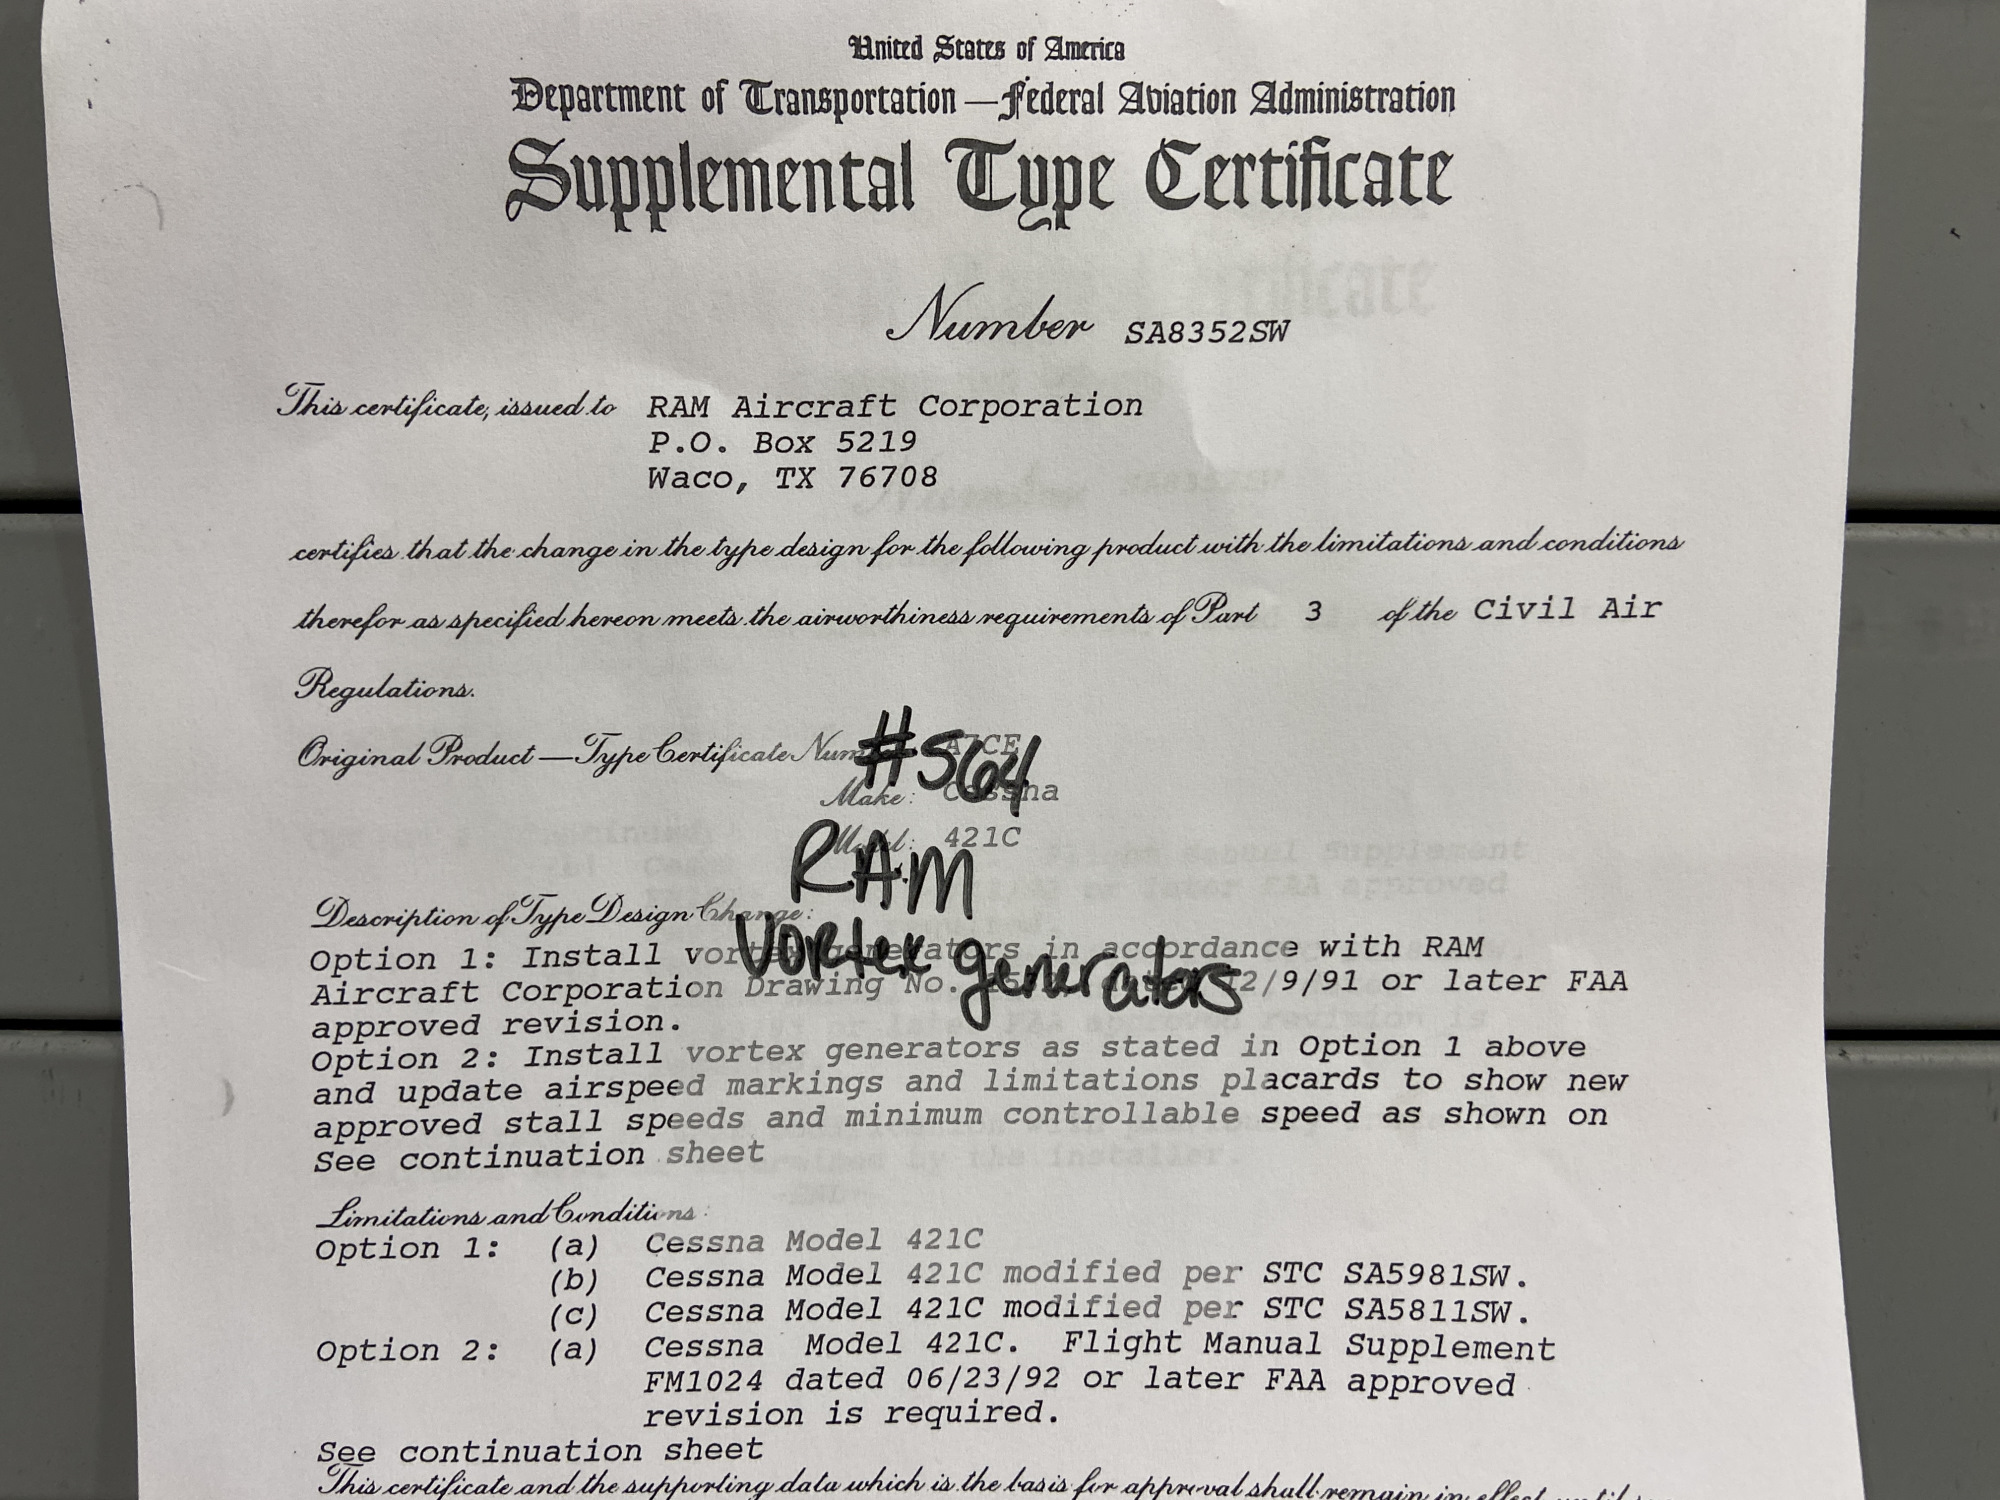 United States of America
Department of Transportation — Federal Aviation Administration
Supplemental Type Certificate
Number SA8352SW
This certificate, issued to RAM Aircraft Corporation
P.O. Box 5219
Waco, TX 76708
certifies that the change in the type design for the following product with the limitations and conditions
therefor as specified hereon meets the airworthiness requirements of Part 3 of the Civil Air
Regulations.
Original Product — Type Certificate A7CE
#564
Make: Cessna
Model: 421C
RAM
Description of Type Design Change:
Vortex generators
Option 1: Install vortex generators in accordance with RAM
Aircraft Corporation Drawing No. 12/9/91 or later FAA
approved revision.
Option 2: Install vortex generators as stated in Option 1 above
and update airspeed markings and limitations placards to show new
approved stall speeds and minimum controllable speed as shown on
See continuation sheet
Limitations and Conditions:
Option 1: (a) Cessna Model 421C
(b) Cessna Model 421C modified per STC SA5981SW.
(c) Cessna Model 421C modified per STC SA5811SW.
Option 2: (a) Cessna Model 421C. Flight Manual Supplement
FM1024 dated 06/23/92 or later FAA approved
revision is required.
See continuation sheet
This certificate and the supporting data which is the basis for approval shall remain in effect until